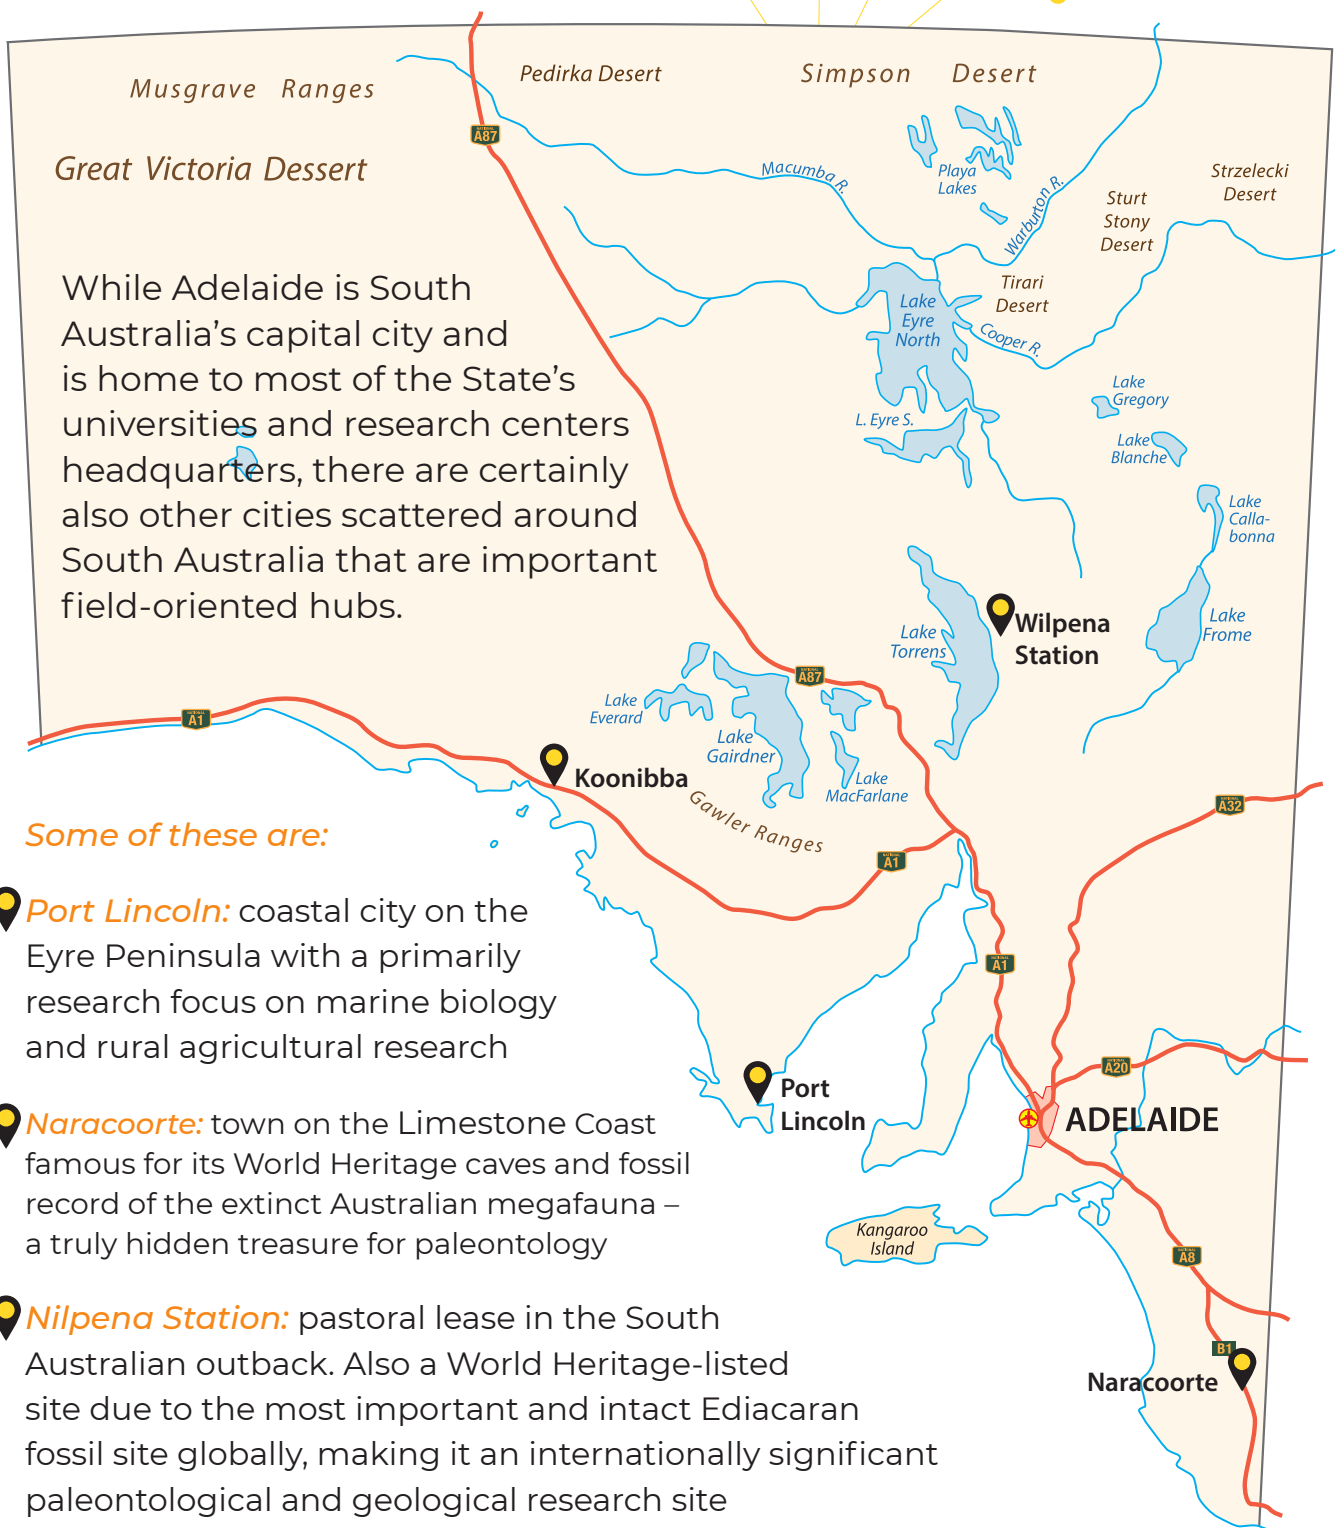 Musgrave Ranges
Pedirka Desert
Simpson Desert
NATIONAL
A87
Great Victoria Dessert
Macumba R.
Playa
Lakes
Warburton R.
Strzelecki
Desert
Sturt
Stony
Desert
Tirari
Desert
Lake
Eyre
North
Cooper R.
L. Eyre S.
Lake
Gregory
Lake
Blanche
Lake
Calla-
bonna
Lake
Frome
While Adelaide is South
Australia’s capital city and
is home to most of the State’s
universities and research centers
headquarters, there are certainly
also other cities scattered around
South Australia that are important
field-oriented hubs.
Wilpena
Station
Lake
Torrens
NATIONAL
A87
Lake
Everard
Lake
Gairdner
Lake
MacFarlane
NATIONAL
A1
Koonibba
Gawler Ranges
NATIONAL
A32
NATIONAL
A1
NATIONAL
A1
NATIONAL
A20
Port
Lincoln
ADELAIDE
Kangaroo
Island
NATIONAL
A8
B1
Naracoorte
Some of these are:
Port Lincoln: coastal city on the
Eyre Peninsula with a primarily
research focus on marine biology
and rural agricultural research
Naracoorte: town on the Limestone Coast
famous for its World Heritage caves and fossil
record of the extinct Australian megafauna –
a truly hidden treasure for paleontology
Nilpena Station: pastoral lease in the South
Australian outback. Also a World Heritage-listed
site due to the most important and intact Ediacaran
fossil site globally, making it an internationally significant
paleontological and geological research site